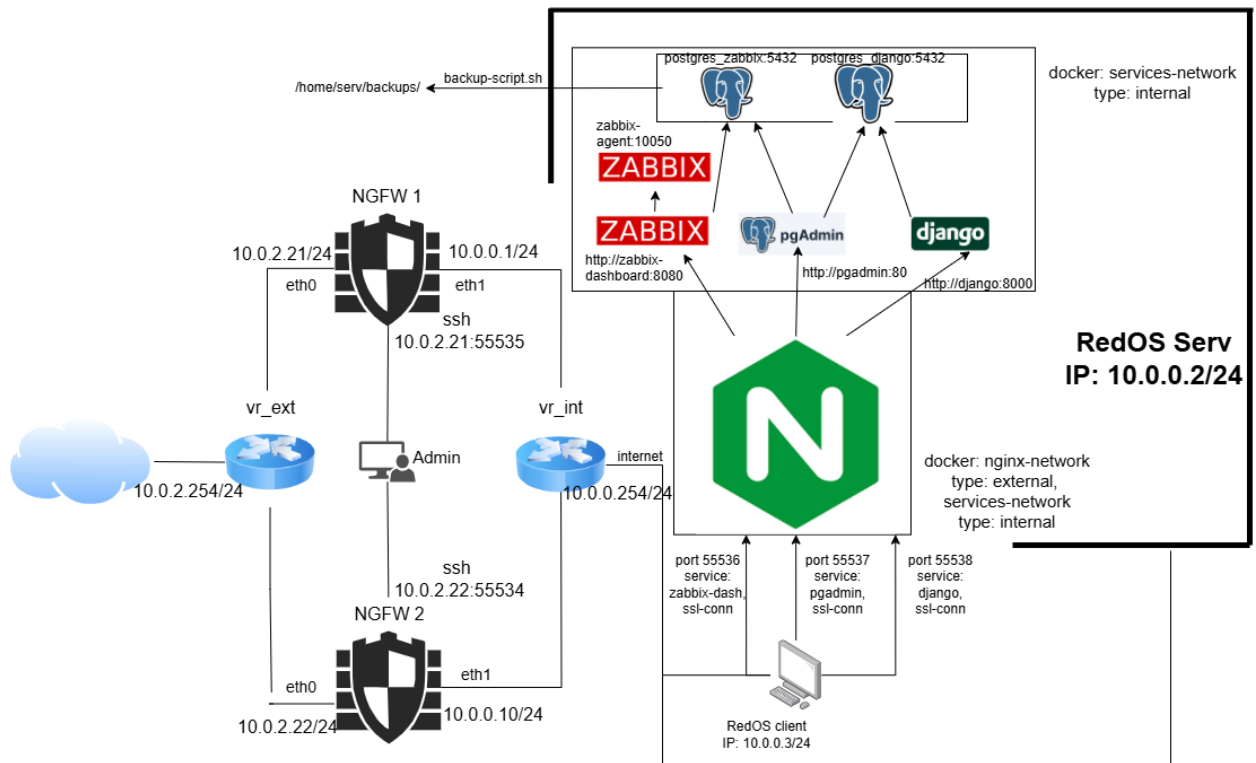 postgres_zabbix:5432
postgres_django:5432
docker: services-network
type: internal
/home/serv/backups/
backup-script.sh
zabbix-
agent:10050
ZABBIX
ZABBIX
pgAdmin
django
http://zabbix-
dashboard:8080
http://pgadmin:80
http://django:8000
NGFW 1
10.0.2.21/24
10.0.0.1/24
eth0
eth1
ssh
10.0.2.21:55535
RedOS Serv
IP: 10.0.0.2/24
vr_ext
vr_int
Admin
internet
10.0.2.254/24
10.0.0.254/24
N
docker: nginx-network
type: external,
services-network
type: internal
port 55536
service:
zabbix-dash,
ssl-conn
port 55537
service:
pgadmin,
ssl-conn
port 55538
service:
django,
ssl-conn
ssh
10.0.2.22:55534
NGFW 2
eth0
eth1
10.0.2.22/24
10.0.0.10/24
RedOS client
IP: 10.0.0.3/24